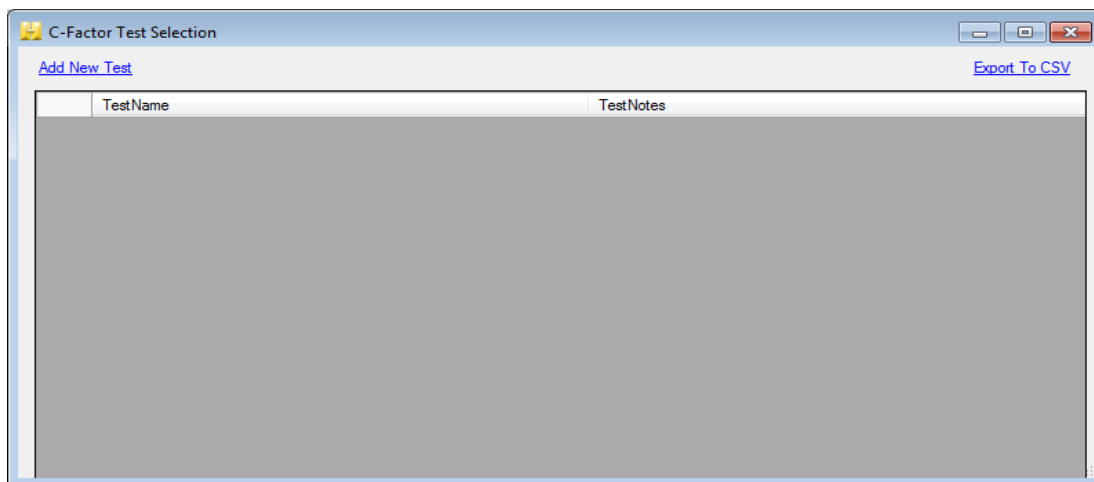 C-Factor Test Selection
Add New Test Export To CSV
TestName TestNotes